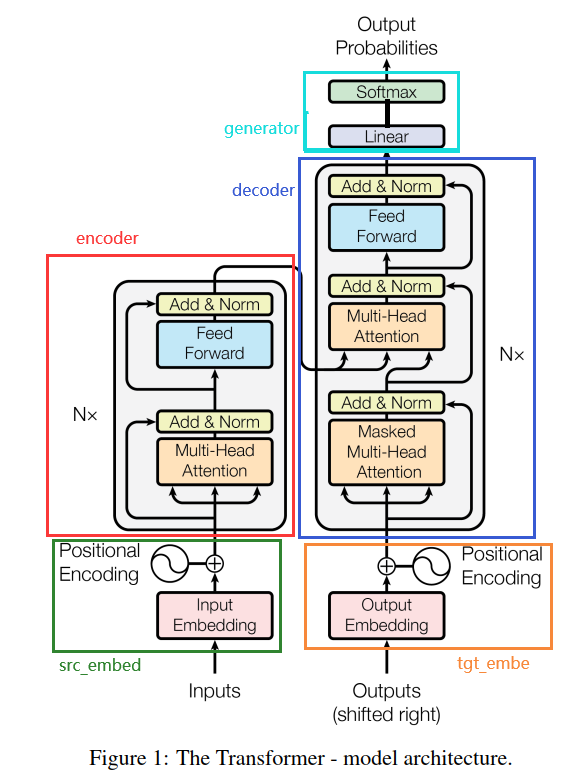 Output
Probabilities
Softmax
generator
Linear
decoder
Add & Norm
Feed
Forward
encoder
Add & Norm
Multi-Head
Attention
N×
Add & Norm
Masked
Multi-Head
Attention
Add & Norm
Feed
Forward
N×
Add & Norm
Multi-Head
Attention
Positional
Encoding
Input
Embedding
src_embed
Inputs
Positional
Encoding
Output
Embedding
tgt_embe
Outputs
(shifted right)
Figure 1: The Transformer - model architecture.